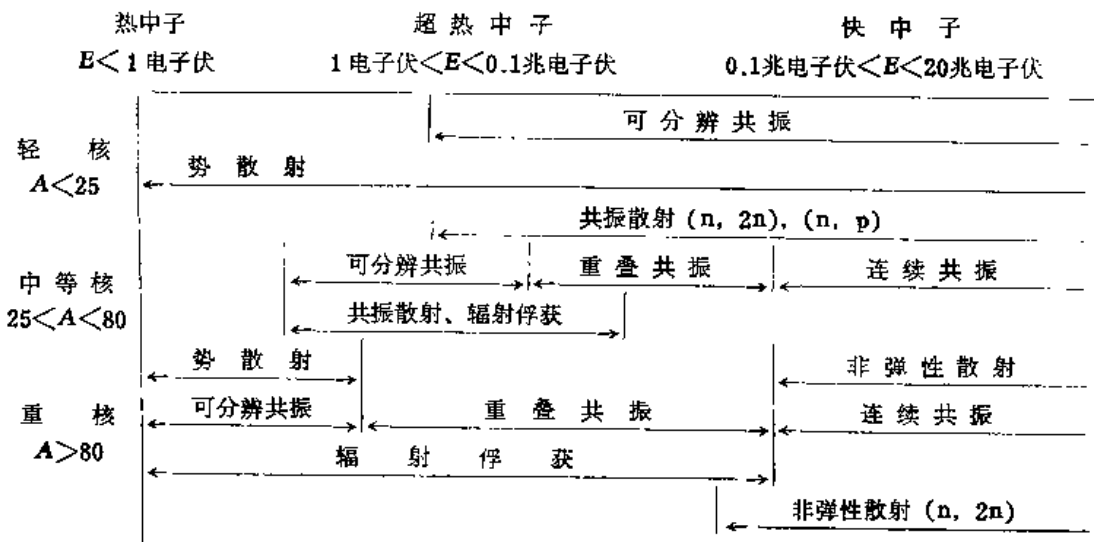 热中子 超热中子 快中子
E<1电子伏 1电子伏<E<0.1兆电子伏 0.1兆电子伏<E<20兆电子伏
可分辨共振
轻核
势散射
A<25
共振散射 (n, 2n), (n, p)
可分辨共振 重叠共振 连续共振
中等核
25<A<80
共振散射、辐射俘获
势散射 非弹性散射
重核 可分辨共振 重叠共振 连续共振
A>80
辐射俘获
非弹性散射 (n, 2n)